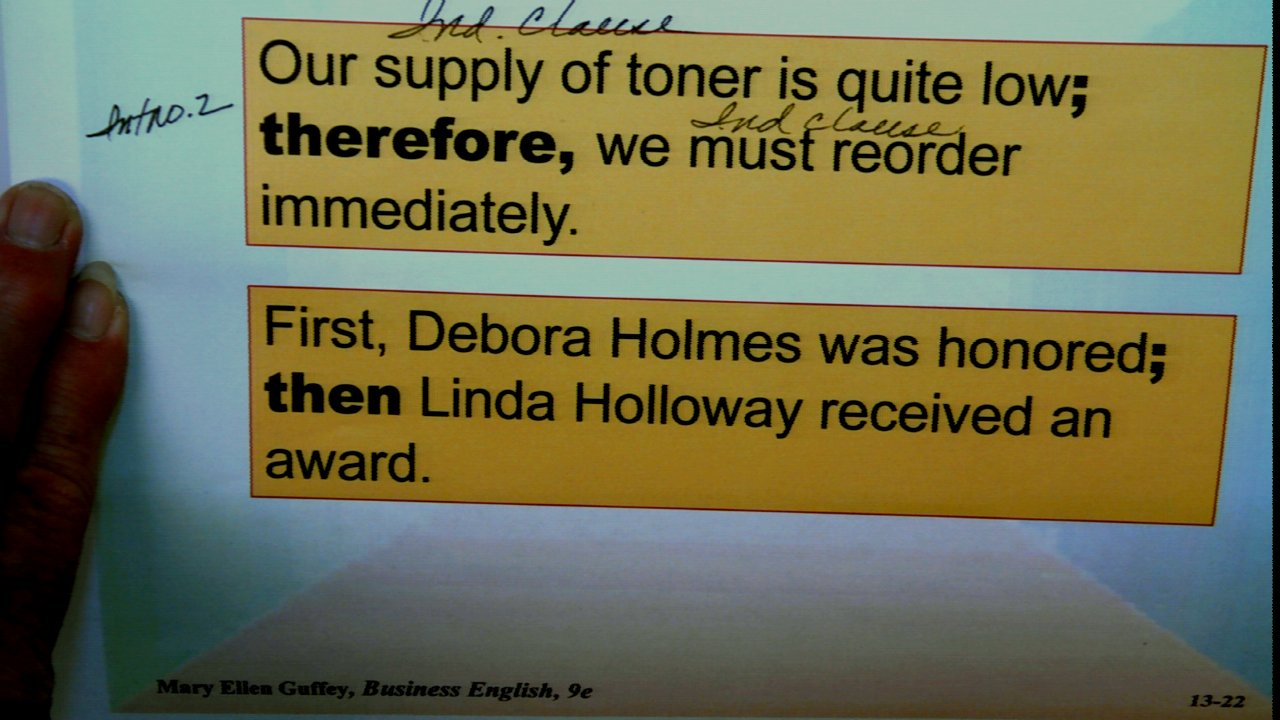 Ind. Clause
Our supply of toner is quite low;
Intro.2
Ind clause
therefore, we must reorder
immediately.
First, Debora Holmes was honored;
then Linda Holloway received an
award.
Mary Ellen Guffey, Business English, 9e
13-22